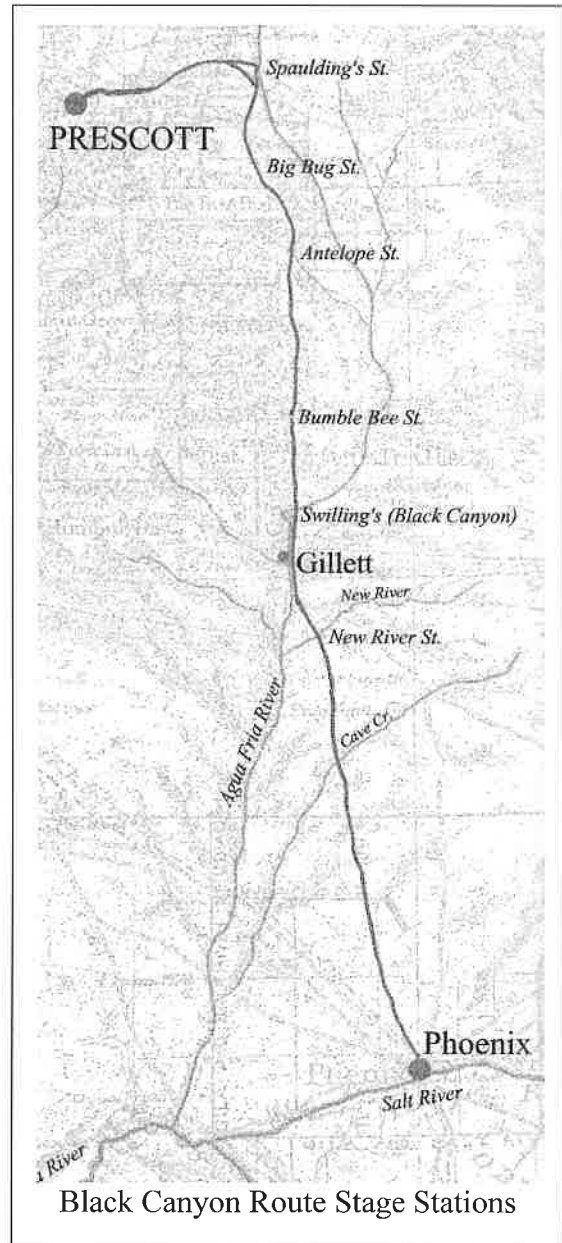 Spaulding's St.
PRESCOTT
Big Bug St.
Antelope St.
Bumble Bee St.
Swilling's (Black Canyon)
Gillett
New River
New River St.
Agua Fria River
Cave Cr.
Phoenix
Salt River
River
Black Canyon Route Stage Stations